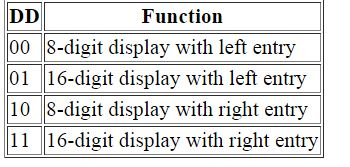 DD Function
00 8-digit display with left entry
01 16-digit display with left entry
10 8-digit display with right entry
11 16-digit display with right entry